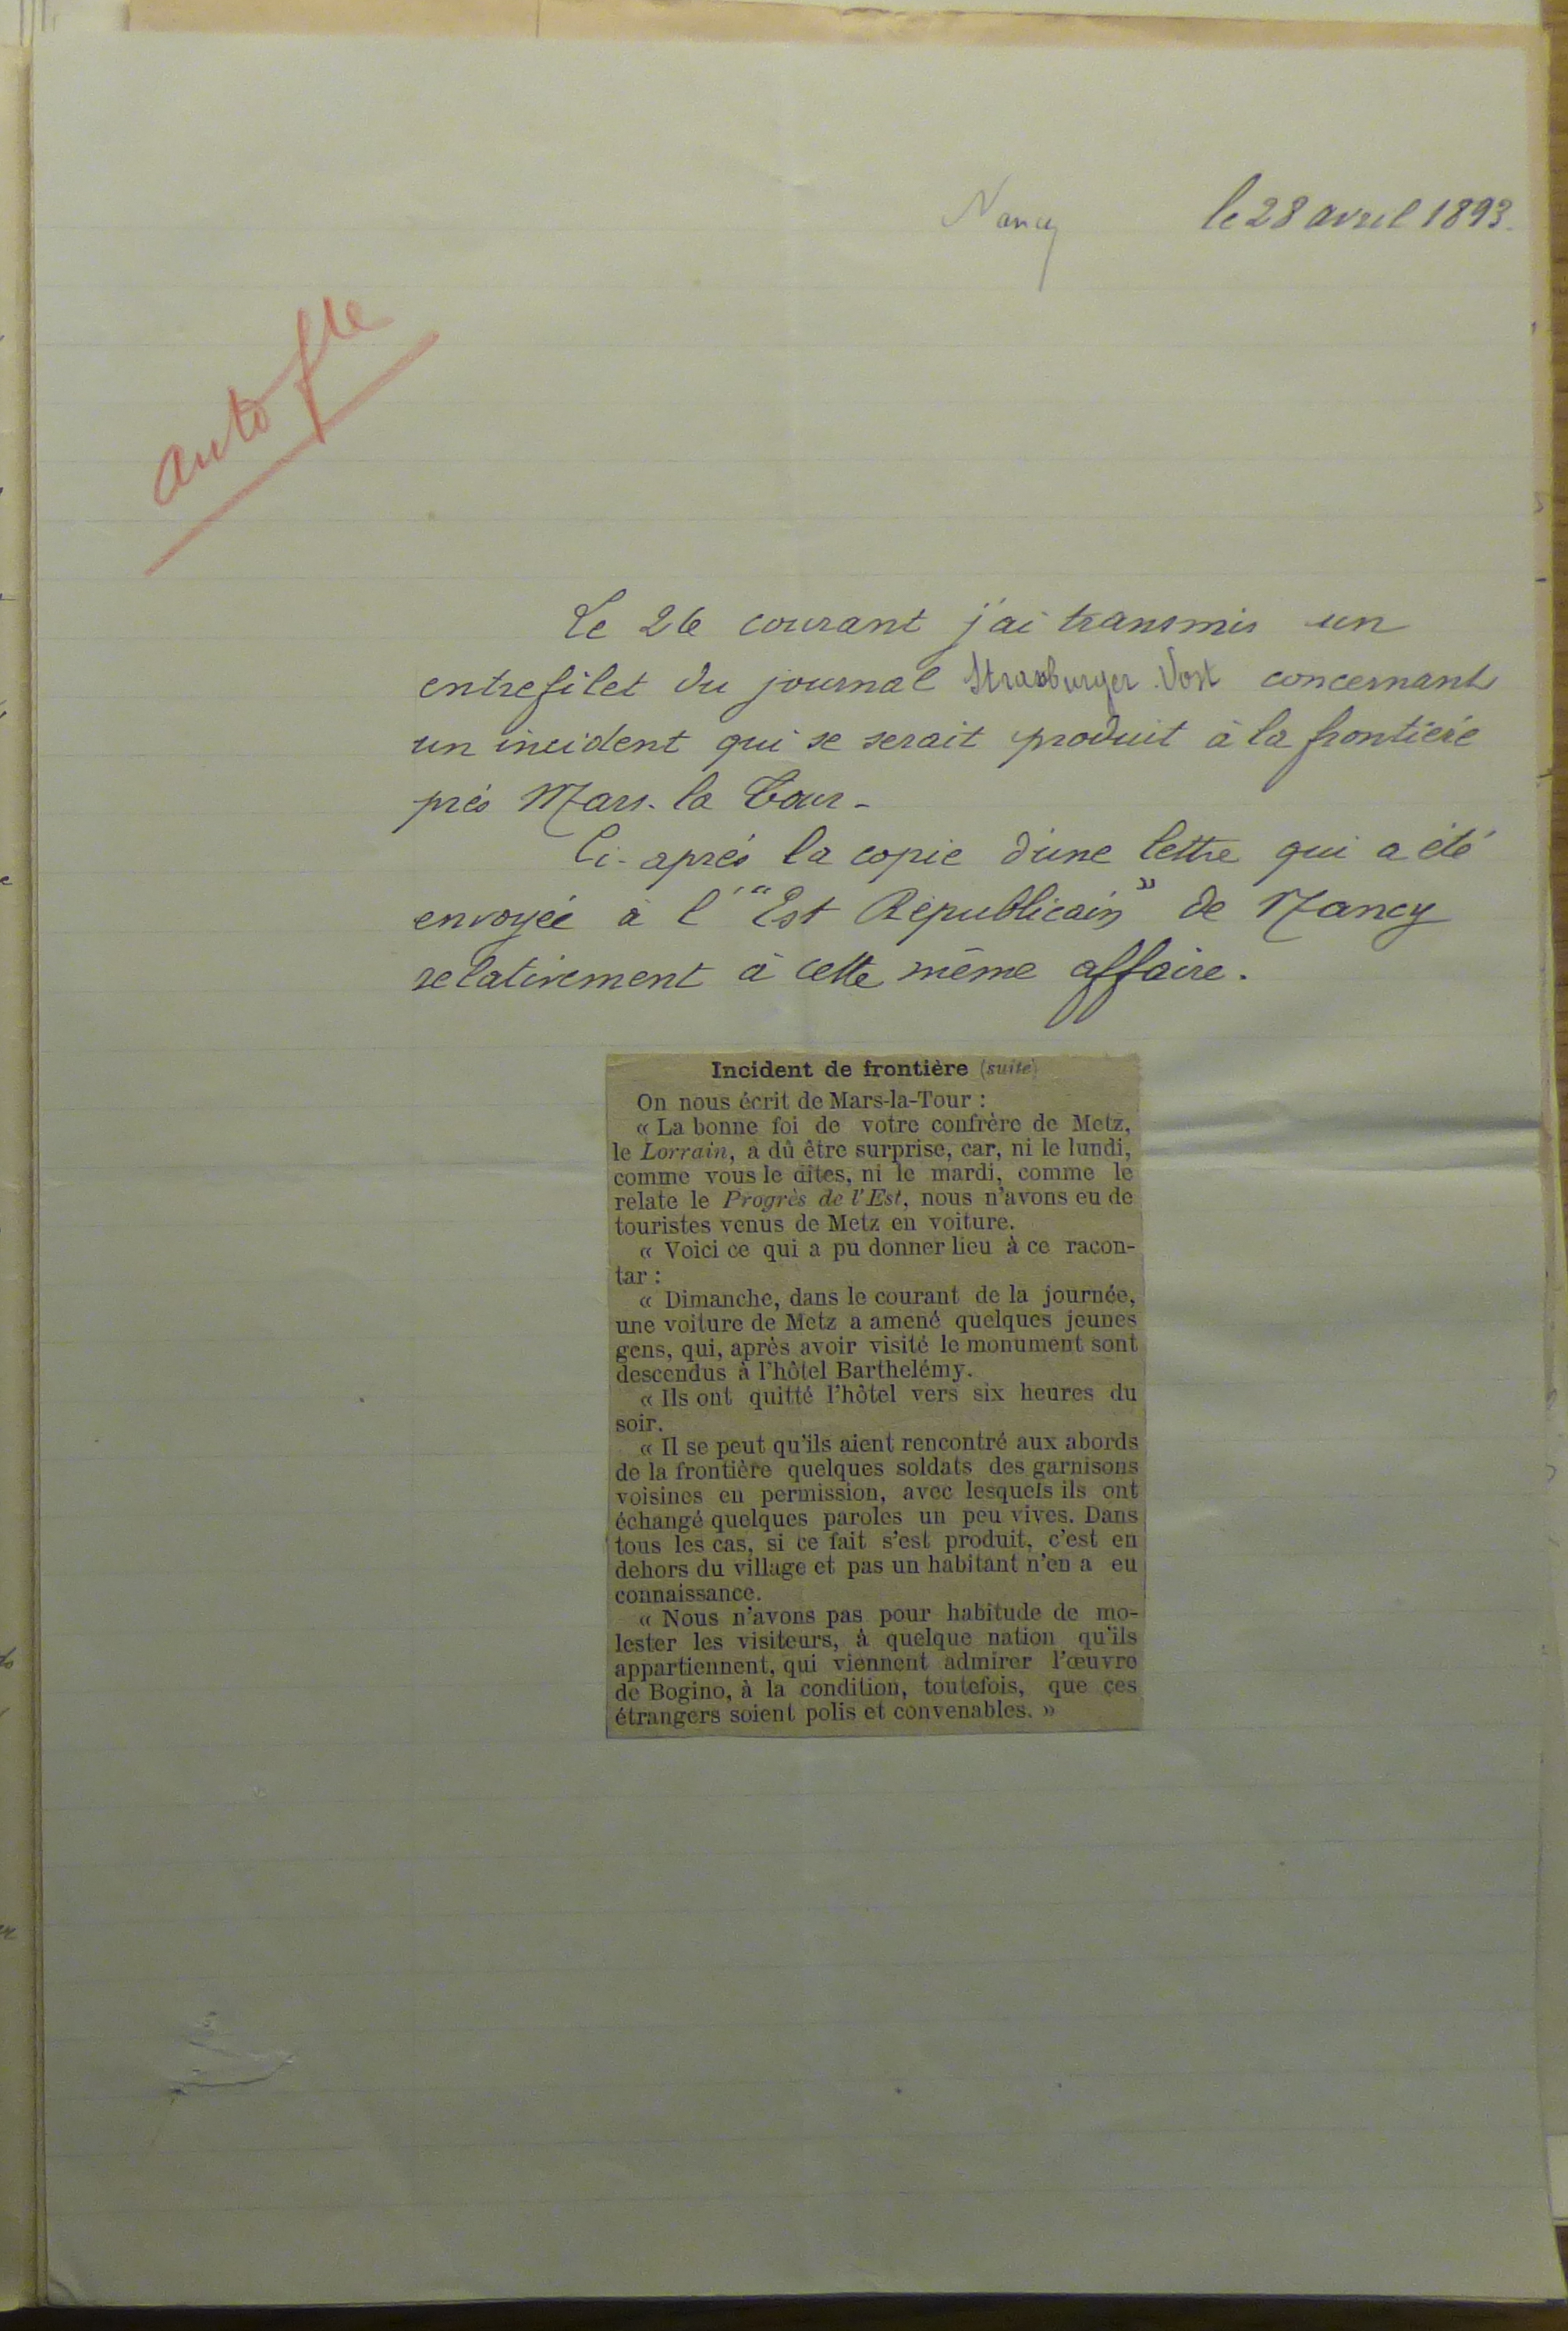 Nancy le 28 avril 1893.
auto fle
Le 26 courant j'ai transmis un
entrefilet du journal Strassburger Post concernant
un incident qui se serait produit à la frontière
près Mars-la Tour -
Ci-après la copie d'une lettre qui a été
envoyée à l' "Est Républicain" de Nancy
relativement à cette même affaire.
Incident de frontière (suite)
On nous écrit de Mars-la-Tour :
« La bonne foi de votre confrère de Metz,
le Lorrain, a dû être surprise, car, ni le lundi,
comme vous le dites, ni le mardi, comme le
relate le Progrès de l'Est, nous n'avons eu de
touristes venus de Metz en voiture.
« Voici ce qui a pu donner lieu à ce racon-
tar :
« Dimanche, dans le courant de la journée,
une voiture de Metz a amené quelques jeunes
gens, qui, après avoir visité le monument sont
descendus à l'hôtel Barthelémy.
« Ils ont quitté l'hôtel vers six heures du
soir.
« Il se peut qu'ils aient rencontré aux abords
de la frontière quelques soldats des garnisons
voisines en permission, avec lesquels ils ont
échangé quelques paroles un peu vives. Dans
tous les cas, si ce fait s'est produit, c'est en
dehors du village et pas un habitant n'en a eu
connaissance.
« Nous n'avons pas pour habitude de mo-
lester les visiteurs, à quelque nation qu'ils
appartiennent, qui viennent admirer l'œuvre
de Bogino, à la condition, toutefois, que ces
étrangers soient polis et convenables. »